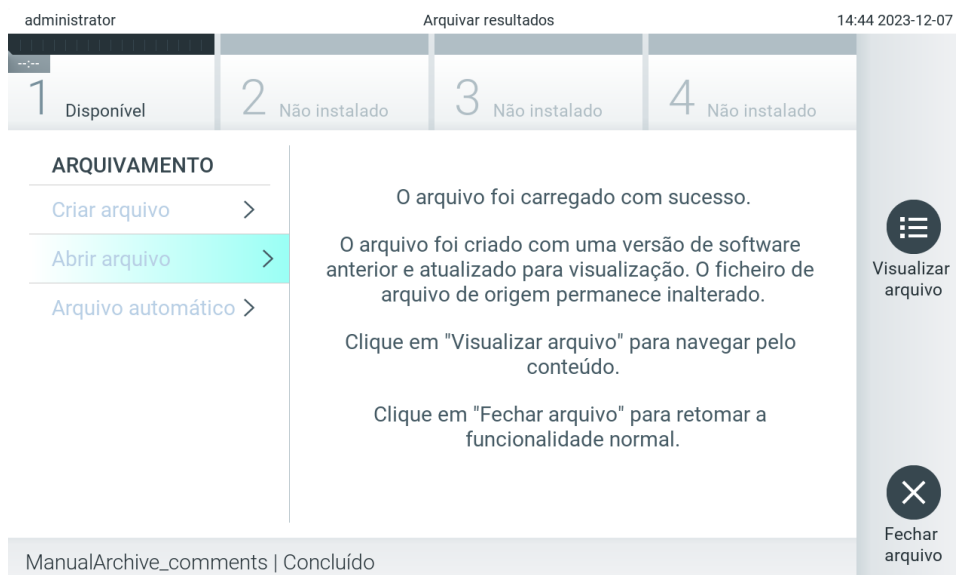 administrator
Arquivar resultados
14:44 2023-12-07
--:--
1 Disponível
2 Não instalado
3 Não instalado
4 Não instalado
ARQUIVAMENTO
Criar arquivo
Abrir arquivo
Arquivo automático
O arquivo foi carregado com sucesso.
O arquivo foi criado com uma versão de software
anterior e atualizado para visualização. O ficheiro de
arquivo de origem permanece inalterado.
Clique em "Visualizar arquivo" para navegar pelo
conteúdo.
Clique em "Fechar arquivo" para retomar a
funcionalidade normal.
Visualizar
arquivo
Fechar
arquivo
ManualArchive_comments | Concluído